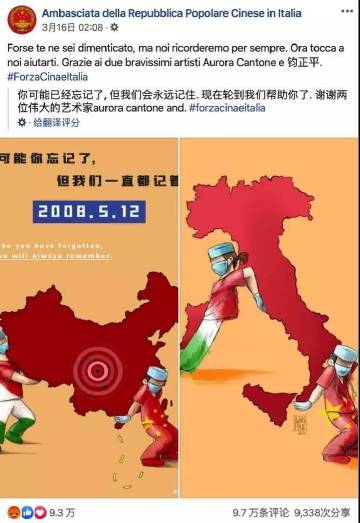 Ambasciata della Repubblica Popolare Cinese in Italia
3月16日 02:08
Forse te ne sei dimenticato, ma noi ricorderemo per sempre. Ora tocca a
noi aiutarti. Grazie ai due bravissimi artisti Aurora Cantone e 钧正平.
#ForzaCinaeItalia
你可能已经忘记了, 但我们会永远记住. 现在轮到我们帮助你了. 谢谢两
位伟大的艺术家aurora cantone and. #forzacinaeitalia
· 给翻译评分
可能你忘记了,
但我们一直都记着
2008.5.12
be you have forgotten,
we will always remember.
9.3 万
9.7 万条评论 9,338次分享